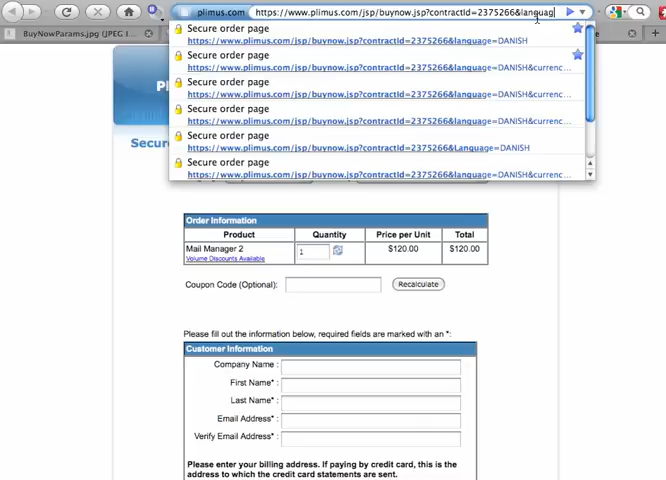 plimus.com https://www.plimus.com/jsp/buynow.jsp?contractId=2375266&languag
BuyNowParams.jpg (JPEG I...
Secure order page
https://www.plimus.com/jsp/buynow.jsp?contractId=2375266&language=DANISH
Secure order page
https://www.plimus.com/jsp/buynow.jsp?contractId=2375266&language=DANISH&currenc...
Secure order page
https://www.plimus.com/jsp/buynow.jsp?contractId=2375266&language=DANISH&currenc...
Secure order page
https://www.plimus.com/jsp/buynow.jsp?contractId=2375266&language=DANISH&currenc...
Secure order page
https://www.plimus.com/jsp/buynow.jsp?contractId=2375266&Language=DANISH
Secure order page
https://www.plimus.com/jsp/buynow.jsp?contractId=2375266&language=DANISH&currenc...
Order Information
Product Quantity Price per Unit Total
Mail Manager 2 1 $120.00 $120.00
Volume Discounts Available
Coupon Code (Optional): Recalculate
Please fill out the information below, required fields are marked with an *:
Customer Information
Company Name :
First Name* :
Last Name* :
Email Address* :
Verify Email Address* :
Please enter your billing address. If paying by credit card, this is the
address to which the credit card statements are sent.